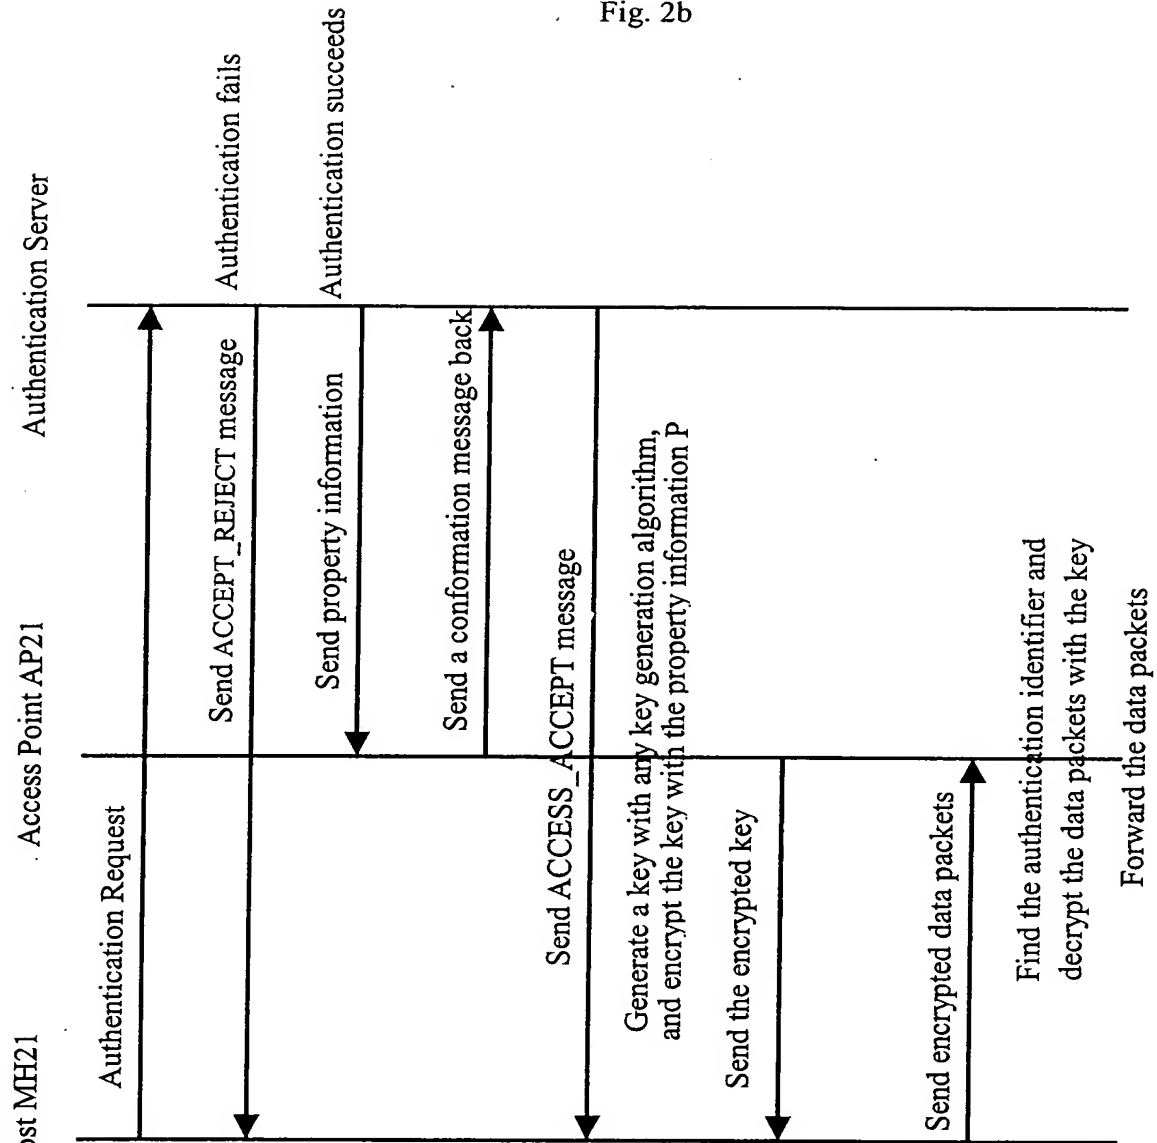 Fig. 2b
MH21
Access Point AP21
Authentication Server
Authentication Request
Authentication fails
Send ACCEPT_REJECT message
Authentication succeeds
Send property information
Send a conformation message back
Send ACCESS_ACCEPT message
Generate a key with any key generation algorithm,
and encrypt the key with the property information P
Send the encrypted key
Send encrypted data packets
Find the authentication identifier and
decrypt the data packets with the key
Forward the data packets